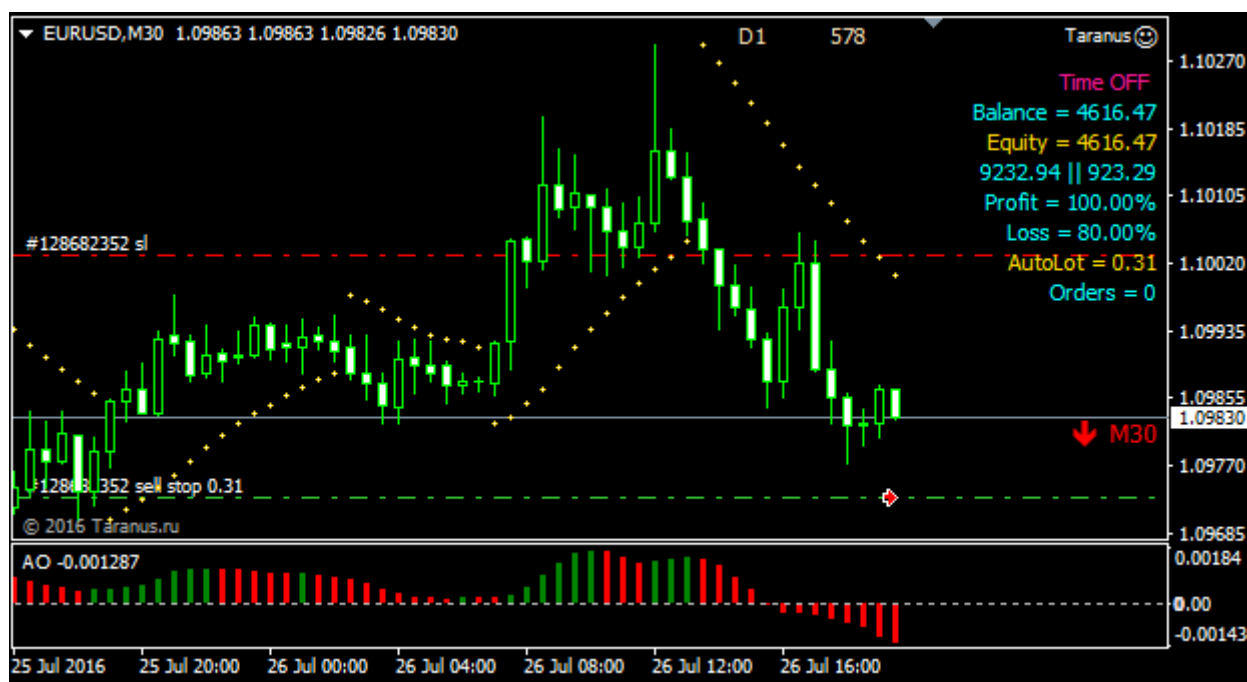 EURUSD,M30 1.09863 1.09863 1.09826 1.09830
D1 578
Taranus
1.10270
Time OFF
Balance = 4616.47
1.10185
Equity = 4616.47
9232.94 || 923.29
Profit = 100.00%
1.10105
Loss = 80.00%
#128682352 sl
AutoLot = 0.31
1.10020
Orders = 0
1.09935
1.09855
1.09830
M30
1.09770
#128682352 sell stop 0.31
© 2016 Taranus.ru
1.09685
AO -0.001287
0.00184
0.00
-0.00143
25 Jul 2016 25 Jul 20:00 26 Jul 00:00 26 Jul 04:00 26 Jul 08:00 26 Jul 12:00 26 Jul 16:00